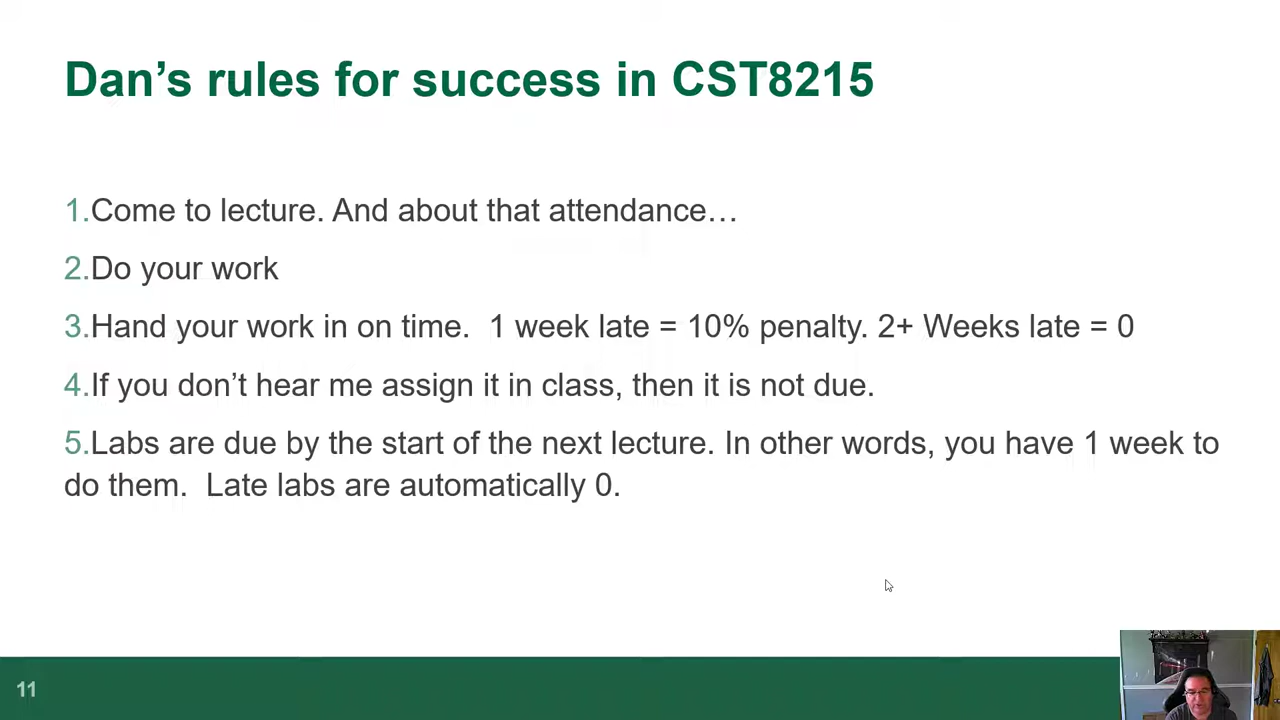 Dan’s rules for success in CST8215
1.Come to lecture. And about that attendance…
2.Do your work
3.Hand your work in on time.  1 week late = 10% penalty. 2+ Weeks late = 0
4.If you don’t hear me assign it in class, then it is not due.
5.Labs are due by the start of the next lecture. In other words, you have 1 week to
do them.  Late labs are automatically 0.
11